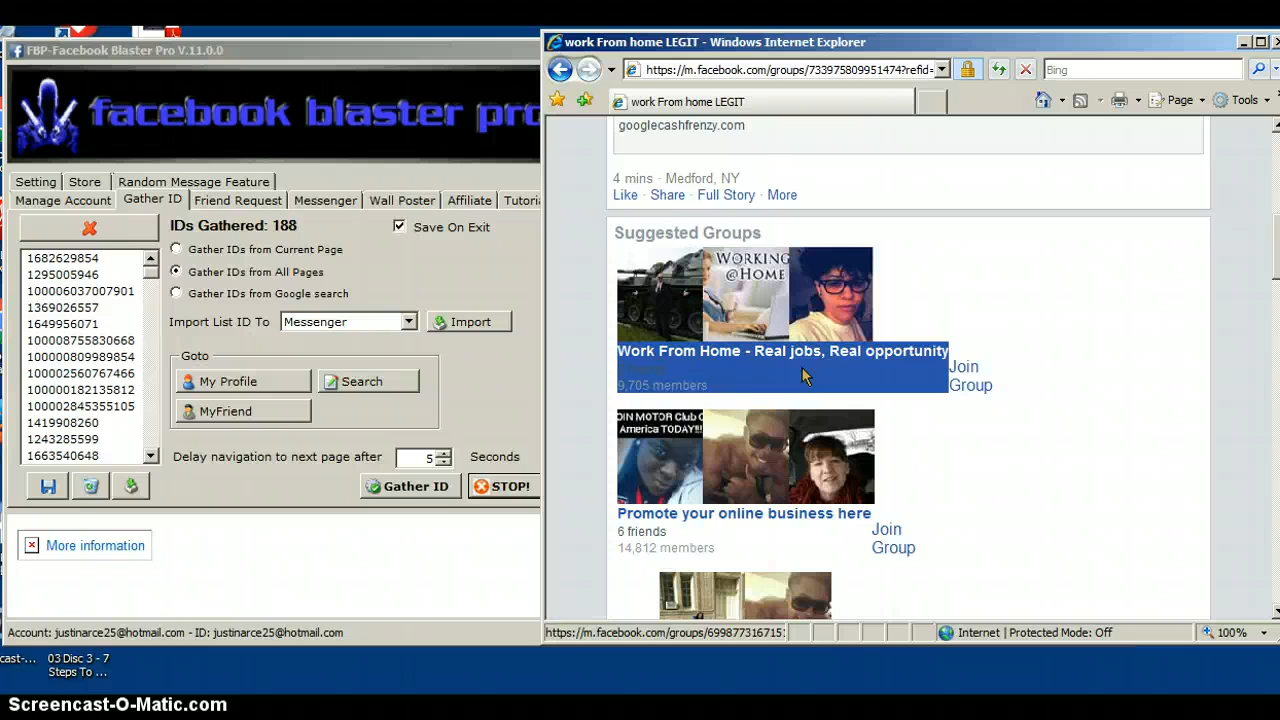 FBP-Facebook Blaster Pro V.11.0.0
facebook blaster pro
Setting Store Random Message Feature
Manage Account Gather ID Friend Request Messenger Wall Poster Affiliate Tutori
IDs Gathered: 188 Save On Exit
Gather IDs from Current Page
Gather IDs from All Pages
Gather IDs from Google search
Import List ID To Messenger Import
Goto
My Profile Search
MyFriend
Delay navigation to next page after 5 Seconds
Gather ID STOP!
1682629854
1295005946
100006037007901
1369026557
1649956071
100008755830668
100002809989854
100002560767466
100000182135812
100002845355105
1419908260
1243285599
1663540648
More information
Account: justinarce25@hotmail.com - ID: justinarce25@hotmail.com
work From home LEGIT - Windows Internet Explorer
https://m.facebook.com/groups/733975809951474?refid=
Bing
work From home LEGIT
Page Tools
googlecashfrenzy.com
4 mins · Medford, NY
Like · Share · Full Story · More
Suggested Groups
WORKING
@HOME
Work From Home - Real jobs, Real opportunity
9,705 members
Join
Group
OIN MOTOR Club O
America TODAY!!!
Promote your online business here
6 friends
14,812 members
Join
Group
https://m.facebook.com/groups/699877316715
Internet | Protected Mode: Off
100%
cast-...
03 Disc 3 - 7
Steps To ...
Screencast-O-Matic.com